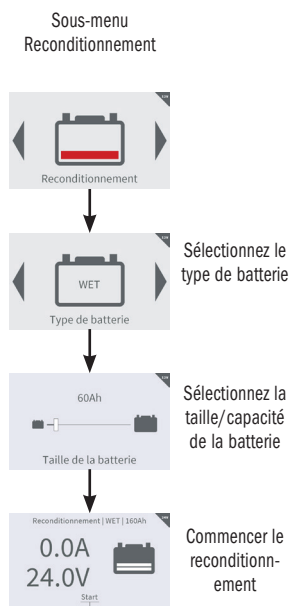 Sous-menu
Reconditionnement
Reconditionnement
WET
Type de batterie
Sélectionnez le
type de batterie
60Ah
Taille de la batterie
Sélectionnez la
taille/capacité
de la batterie
Reconditionnement | WET | 160Ah
0.0A
24.0V
Start
Commencer le
reconditionn-
ement